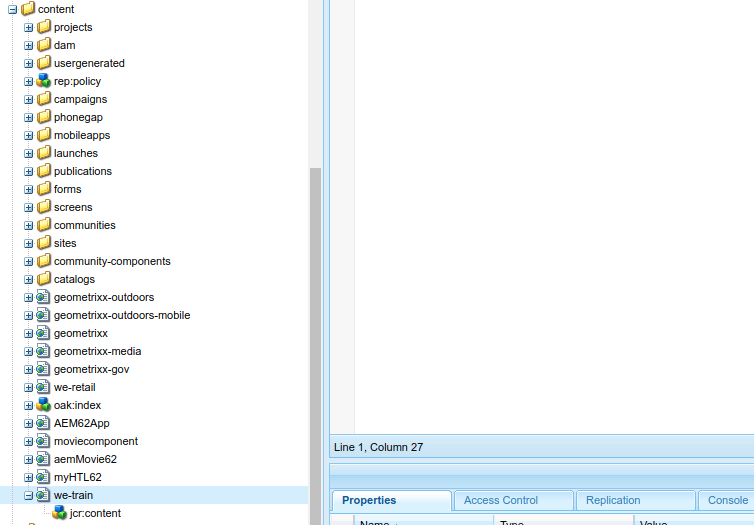 content
projects
dam
usergenerated
rep:policy
campaigns
phonegap
mobileapps
launches
publications
forms
screens
communities
sites
community-components
catalogs
geometrixx-outdoors
geometrixx-outdoors-mobile
geometrixx
geometrixx-media
geometrixx-gov
we-retail
oak:index
AEM62App
moviecomponent
aemMovie62
myHTL62
we-train
jcr:content
Line 1, Column 27
Properties Access Control Replication Console
Name Type Value